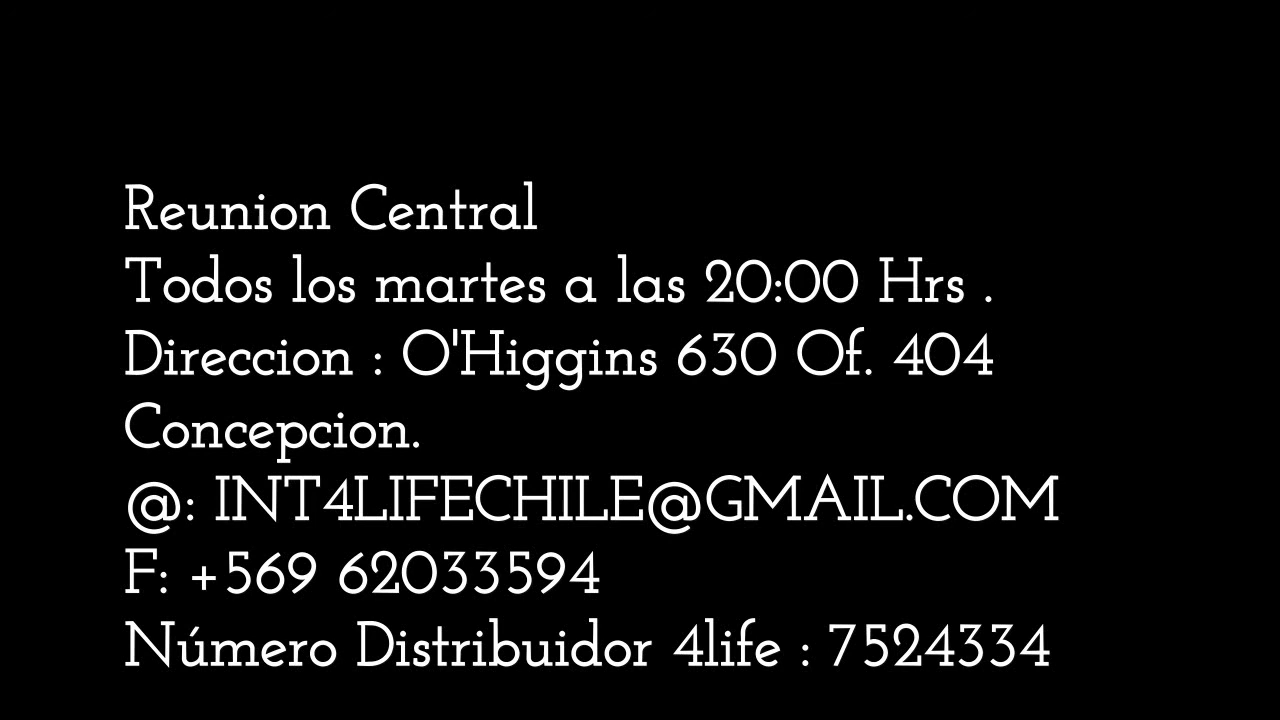 Reunion Central
Todos los martes a las 20:00 Hrs .
Direccion : O'Higgins 630 Of. 404
Concepcion.
@: INT4LIFECHILE@GMAIL.COM
F: +569 62033594
Número Distribuidor 4life : 7524334